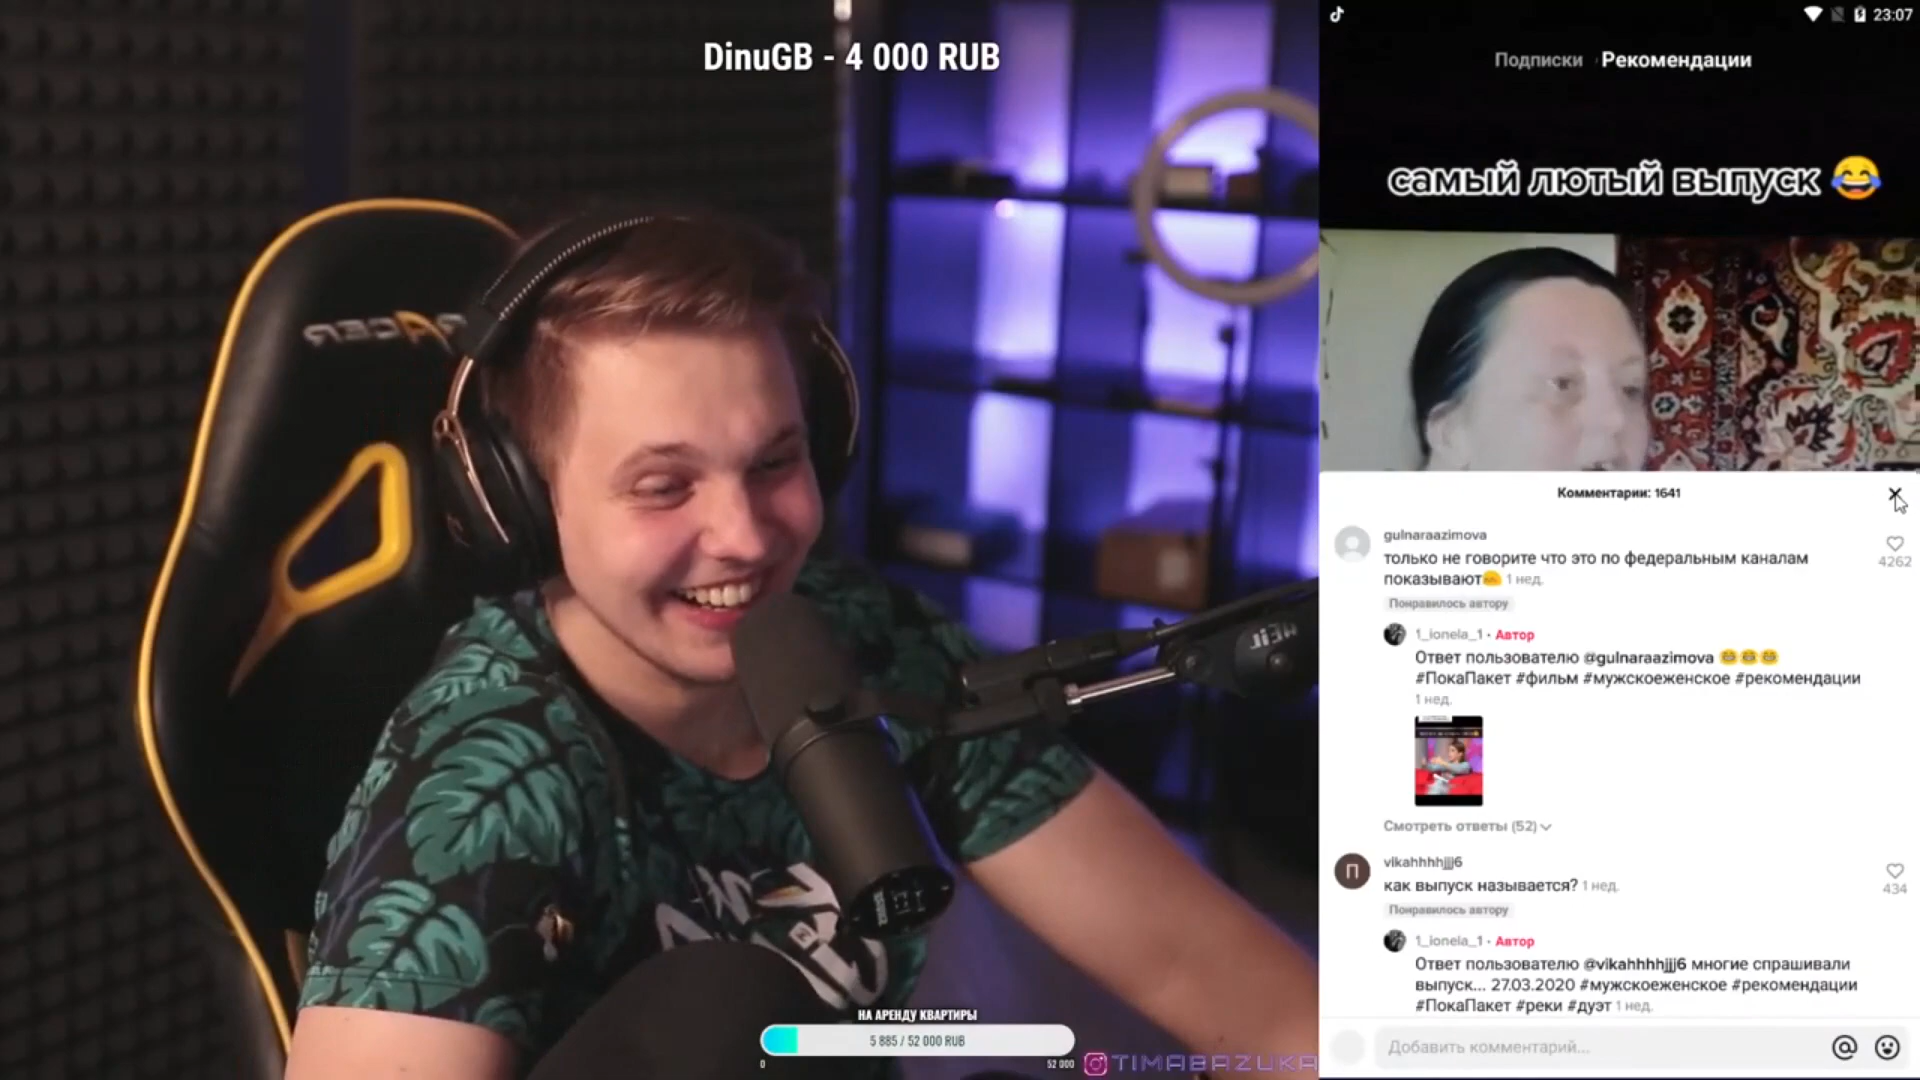 DinuGB - 4 000 RUB
НА АРЕНДУ КВАРТИРЫ
5 885 / 52 000 RUB
0
52 000
TIMABAZUKA
23:07
Подписки Рекомендации
самый лютый выпуск 😂
Комментарии: 1641
gulnaraazimova
только не говорите что это по федеральным каналам
показывают 1 нед.
4262
Понравилось автору
1_ionela_1 · Автор
Ответ пользователю @gulnaraazimova 😂😂😂
#ПокаПакет #фильм #мужскоеженское #рекомендации
1 нед.
Смотреть ответы (52)
П
vikahhhhjjj6
как выпуск называется? 1 нед.
434
Понравилось автору
1_ionela_1 · Автор
Ответ пользователю @vikahhhhjjj6 многие спрашивали
выпуск... 27.03.2020 #мужскоеженское #рекомендации
#ПокаПакет #реки #дуэт 1 нед.
Добавить комментарий...